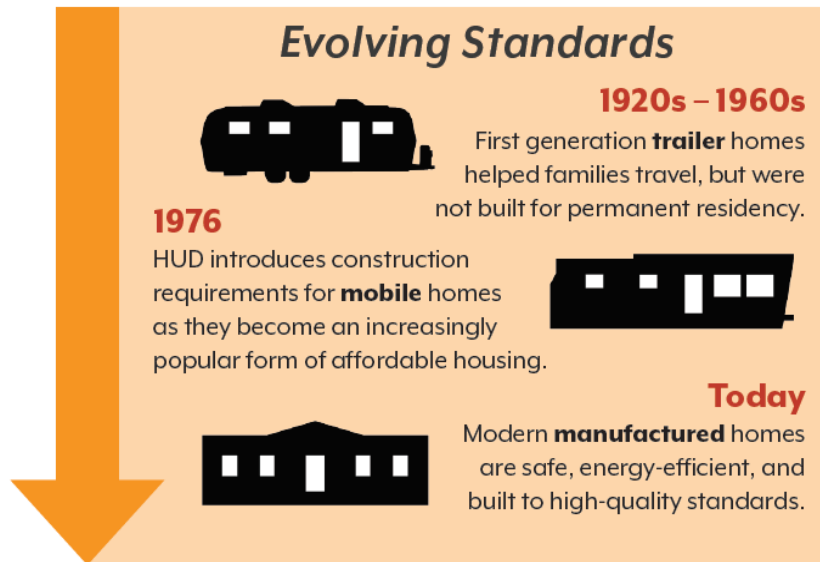 Evolving Standards
1920s – 1960s
First generation trailer homes
helped families travel, but were
not built for permanent residency.
1976
HUD introduces construction
requirements for mobile homes
as they become an increasingly
popular form of affordable housing.
Today
Modern manufactured homes
are safe, energy-efficient, and
built to high-quality standards.